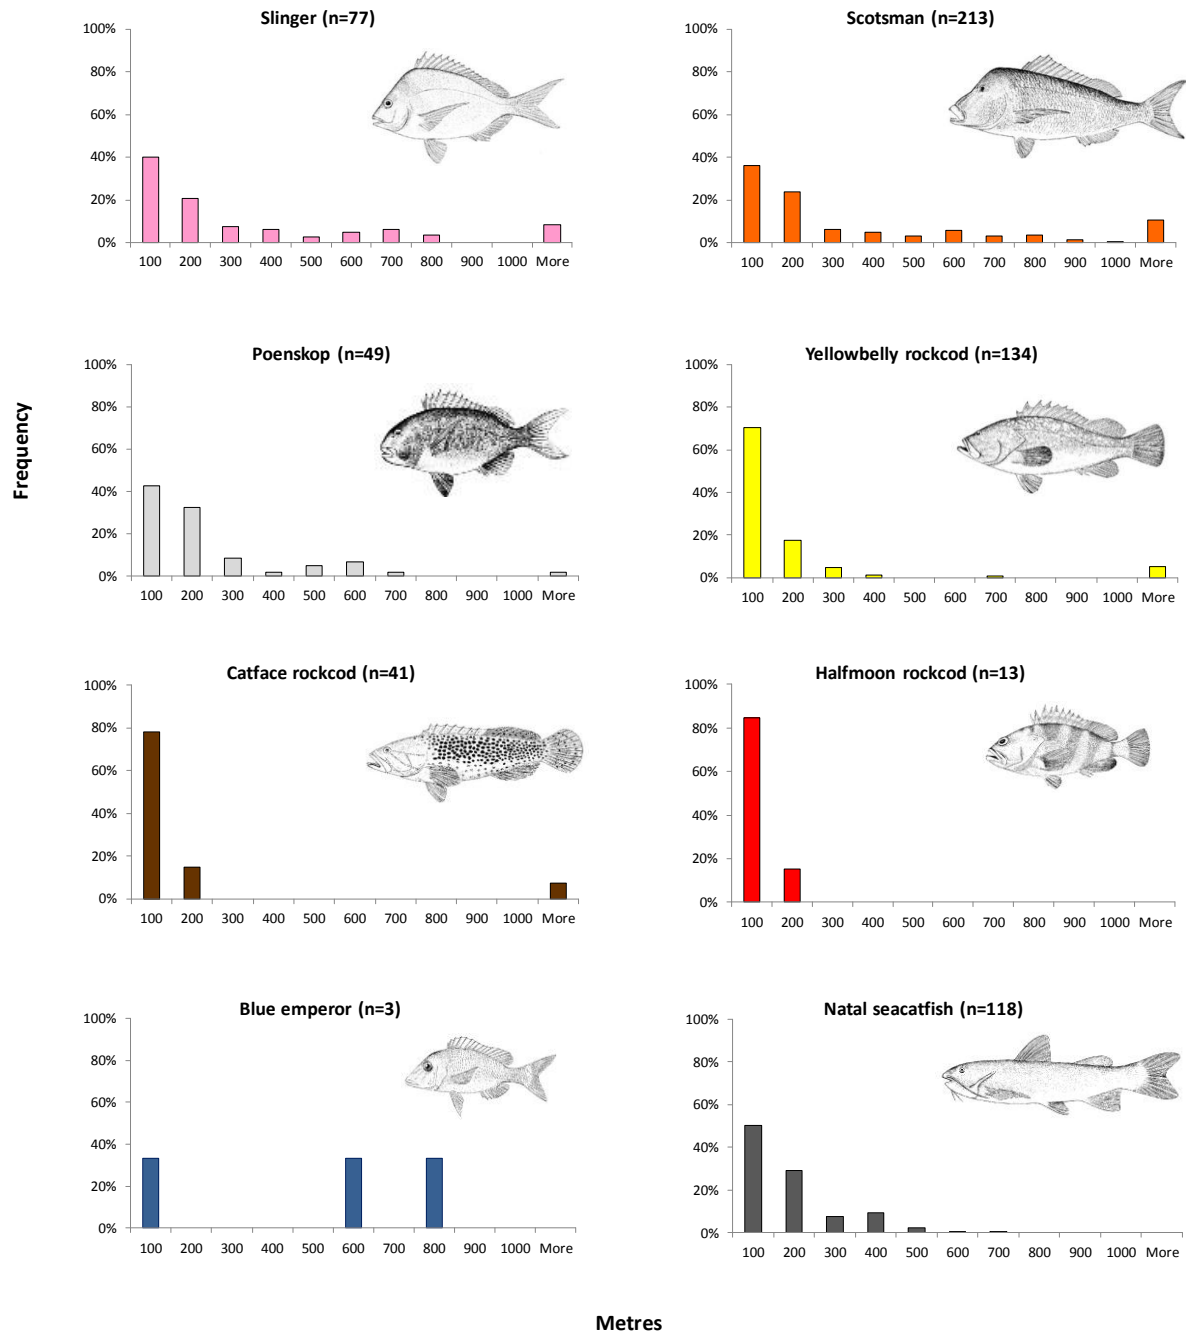 Slinger (n=77)
100%
80%
60%
40%
20%
0%
100 200 300 400 500 600 700 800 900 1000 More
Scotsman (n=213)
100%
80%
60%
40%
20%
0%
100 200 300 400 500 600 700 800 900 1000 More
Frequency
Poenskop (n=49)
100%
80%
60%
40%
20%
0%
100 200 300 400 500 600 700 800 900 1000 More
Yellowbelly rockcod (n=134)
100%
80%
60%
40%
20%
0%
100 200 300 400 500 600 700 800 900 1000 More
Catface rockcod (n=41)
100%
80%
60%
40%
20%
0%
100 200 300 400 500 600 700 800 900 1000 More
Halfmoon rockcod (n=13)
100%
80%
60%
40%
20%
0%
100 200 300 400 500 600 700 800 900 1000 More
Blue emperor (n=3)
100%
80%
60%
40%
20%
0%
100 200 300 400 500 600 700 800 900 1000 More
Natal seacatfish (n=118)
100%
80%
60%
40%
20%
0%
100 200 300 400 500 600 700 800 900 1000 More
Metres